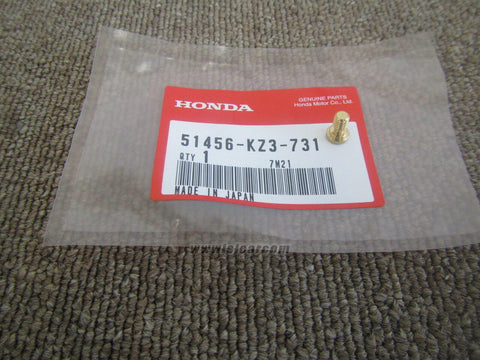 HONDA
GENUINE PARTS
Honda Motor Co., Ltd.
51456-KZ3-731
QTY 1 7M21
MADE IN JAPAN